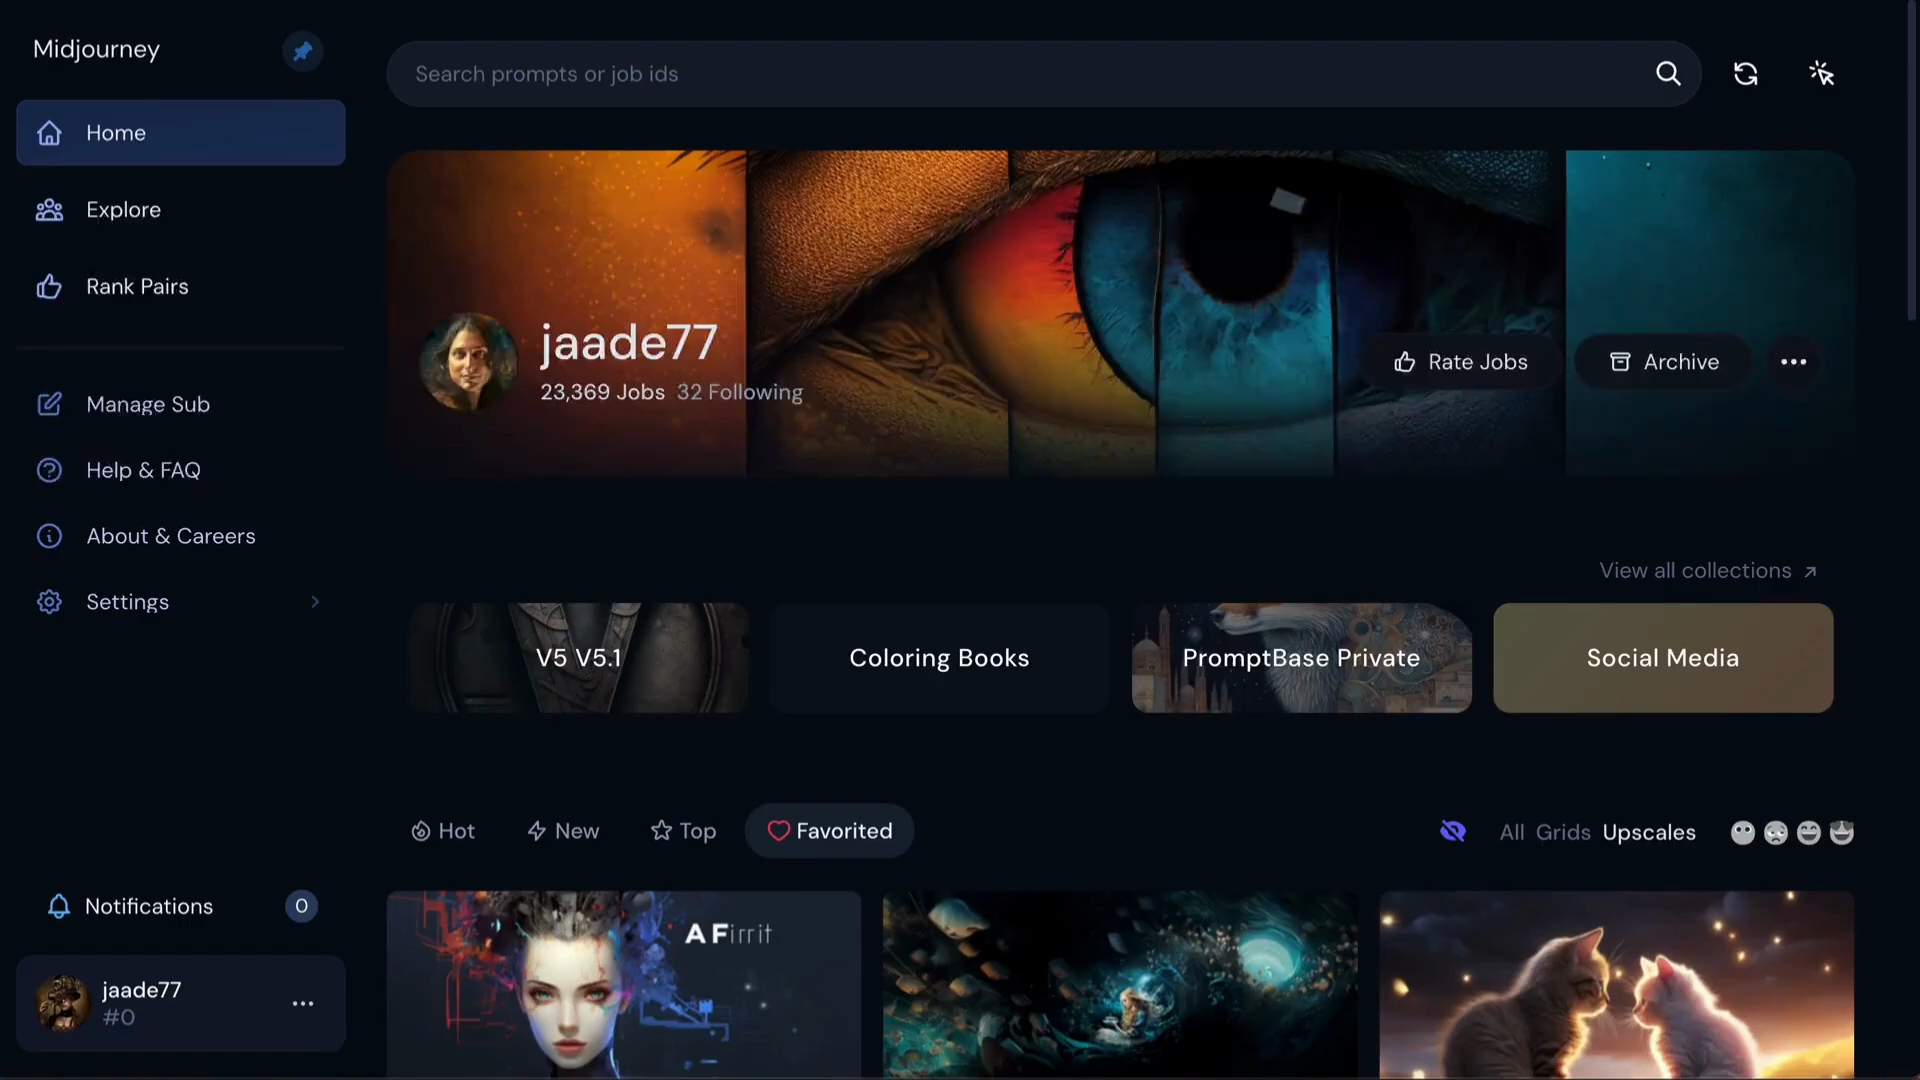 Midjourney
Search prompts or job ids
Home
Explore
Rank Pairs
Manage Sub
Help & FAQ
About & Careers
Settings
Notifications 0
jaade77
#0
jaade77
23,369 Jobs 32 Following
Rate Jobs
Archive
View all collections
V5 V5.1
Coloring Books
PromptBase Private
Social Media
Hot New Top Favorited
All Grids Upscales
AFirrit